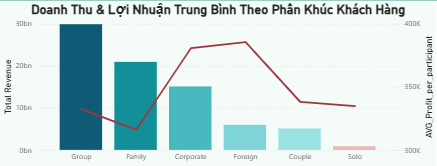 Doanh Thu & Lợi Nhuận Trung Bình Theo Phân Khúc Khách Hàng
30bn
20bn
10bn
0bn
Total Revenue
400K
350K
300K
AVG_Profit_per_participant
Group
Family
Corporate
Foreign
Couple
Solo